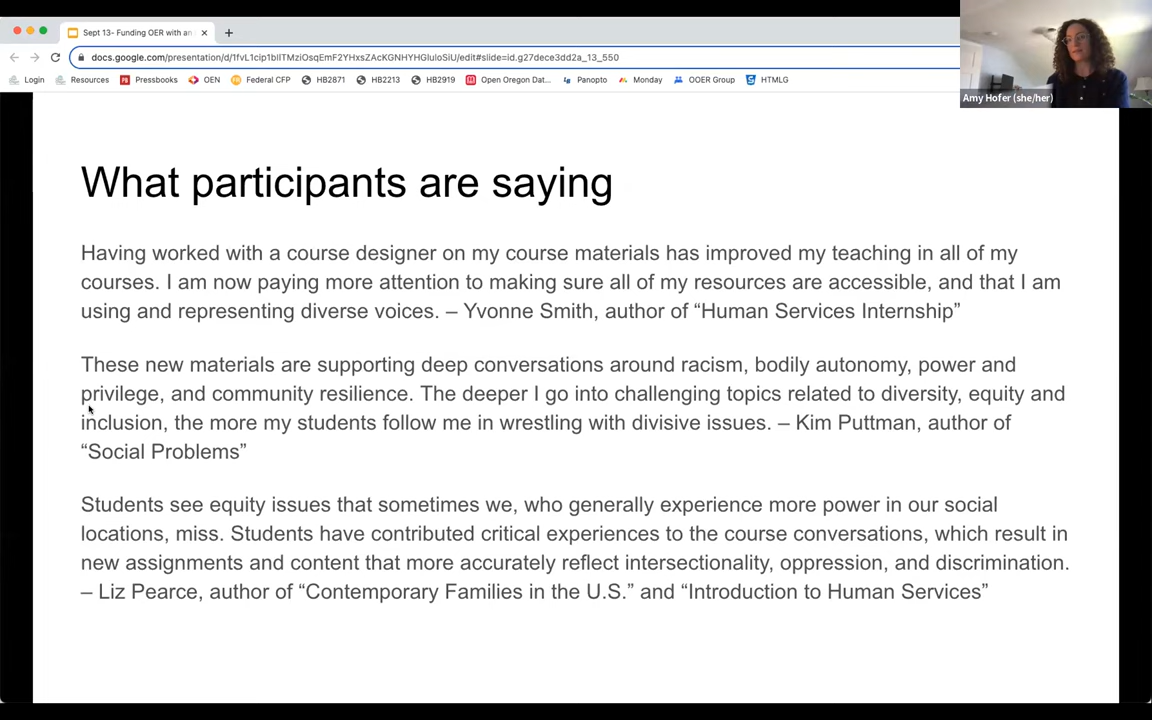 Sept 13- Funding OER with an
docs.google.com/presentation/d/1fvL1cip1bIlTMziOsqEmF2YHxsZAcKGNHYHGIuIoSiU/edit#slide=id.g27dece3dd2a_13_550
Login Resources Pressbooks OEN Federal CFP HB2871 HB2213 HB2919 Open Oregon Dat... Panopto Monday OOER Group HTMLG
Amy Hofer (she/her)
What participants are saying
Having worked with a course designer on my course materials has improved my teaching in all of my
courses. I am now paying more attention to making sure all of my resources are accessible, and that I am
using and representing diverse voices. – Yvonne Smith, author of “Human Services Internship”
These new materials are supporting deep conversations around racism, bodily autonomy, power and
privilege, and community resilience. The deeper I go into challenging topics related to diversity, equity and
inclusion, the more my students follow me in wrestling with divisive issues. – Kim Puttman, author of
“Social Problems”
Students see equity issues that sometimes we, who generally experience more power in our social
locations, miss. Students have contributed critical experiences to the course conversations, which result in
new assignments and content that more accurately reflect intersectionality, oppression, and discrimination.
– Liz Pearce, author of “Contemporary Families in the U.S.” and “Introduction to Human Services”